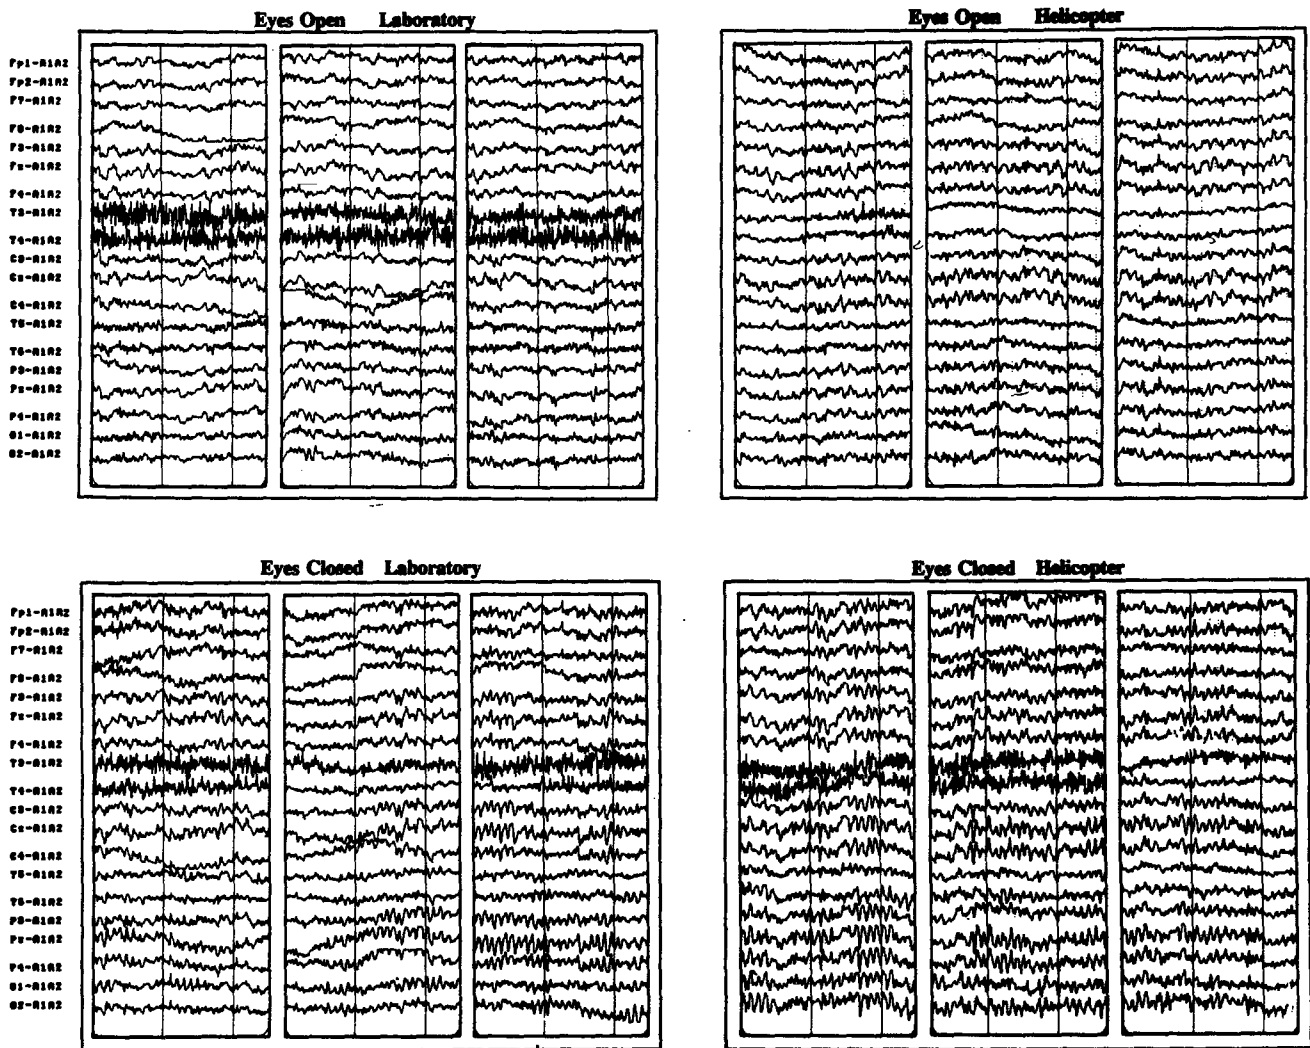 Eyes Open Laboratory
Eyes Open Helicopter
Fp1-A1A2
Fp2-A1A2
F7-A1A2
F8-A1A2
F3-A1A2
Fz-A1A2
F4-A1A2
T3-A1A2
T4-A1A2
C3-A1A2
Cz-A1A2
C4-A1A2
T5-A1A2
T6-A1A2
P3-A1A2
Pz-A1A2
P4-A1A2
O1-A1A2
O2-A1A2
Eyes Closed Laboratory
Eyes Closed Helicopter
Fp1-A1A2
Fp2-A1A2
F7-A1A2
F8-A1A2
F3-A1A2
Fz-A1A2
F4-A1A2
T3-A1A2
T4-A1A2
C3-A1A2
Cz-A1A2
C4-A1A2
T5-A1A2
T6-A1A2
P3-A1A2
Pz-A1A2
P4-A1A2
O1-A1A2
O2-A1A2